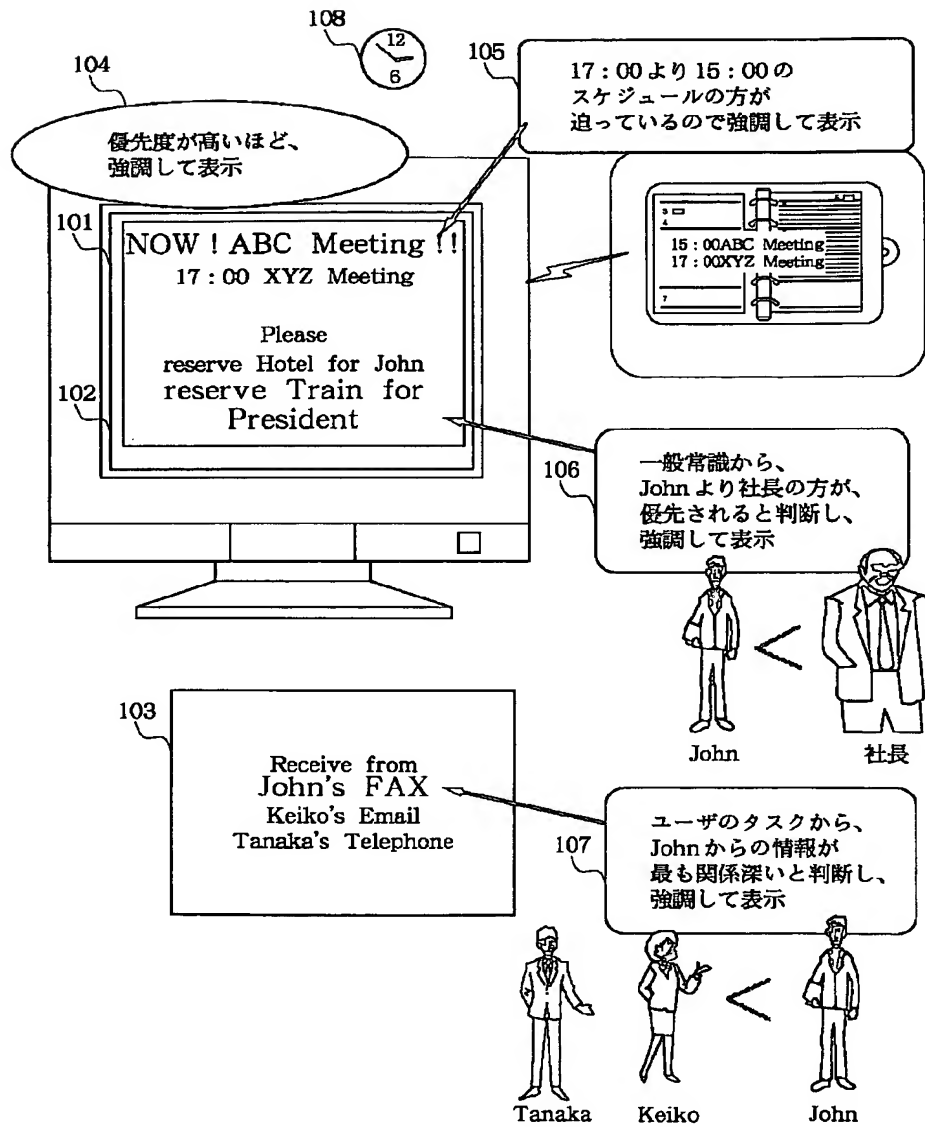 108
12
6
104
優先度が高いほど、
強調して表示
105
17：00より15：00の
スケジュールの方が
迫っているので強調して表示
101
NOW ! ABC Meeting !!
17 : 00 XYZ Meeting
Please
reserve Hotel for John
reserve Train for
President
102
3
4
15 : 00ABC Meeting
17 : 00XYZ Meeting
7
106
一般常識から、
Johnより社長の方が、
優先されると判断し、
強調して表示
John
<
社長
103
Receive from
John's FAX
Keiko's Email
Tanaka's Telephone
107
ユーザのタスクから、
Johnからの情報が
最も関係深いと判断し、
強調して表示
Tanaka
Keiko
<
John